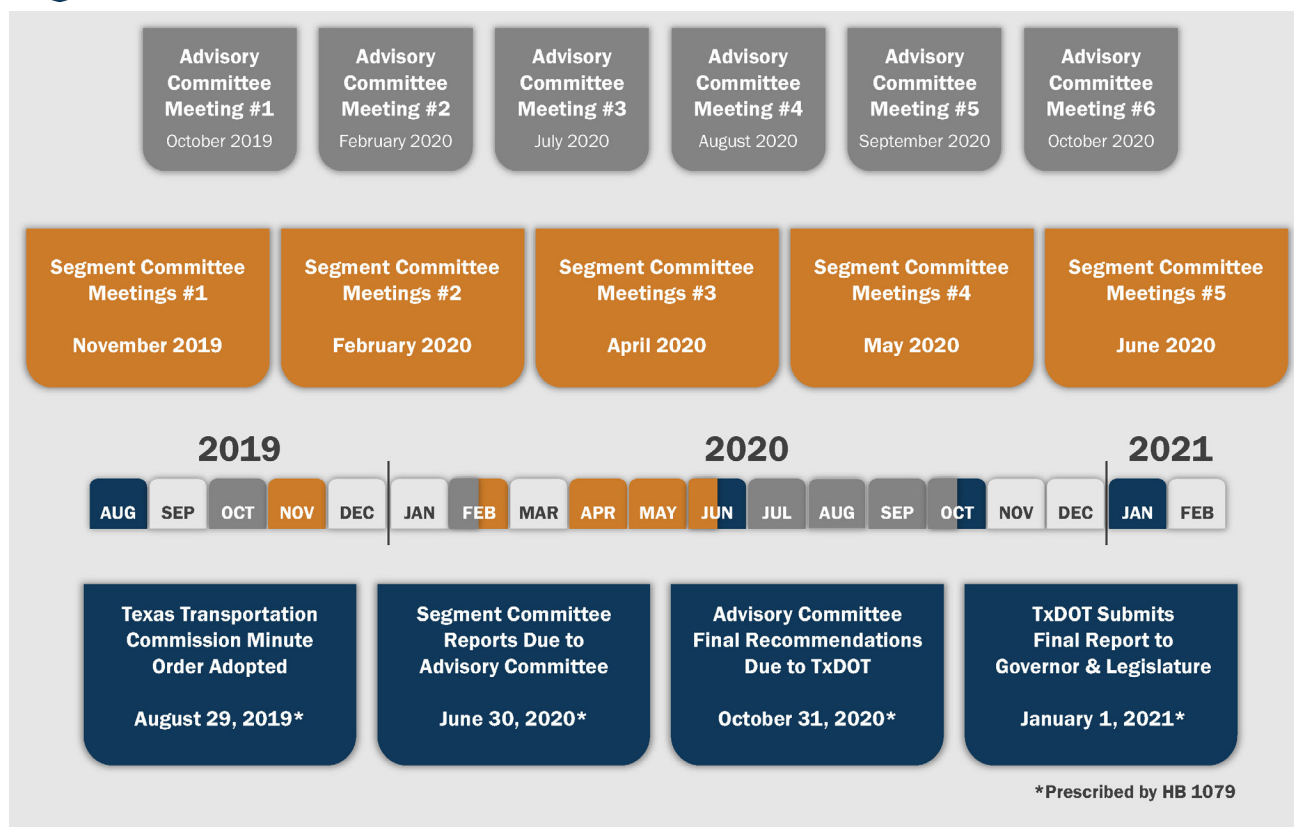 Advisory
Committee
Meeting #1
October 2019
Advisory
Committee
Meeting #2
February 2020
Advisory
Committee
Meeting #3
July 2020
Advisory
Committee
Meeting #4
August 2020
Advisory
Committee
Meeting #5
September 2020
Advisory
Committee
Meeting #6
October 2020
Segment Committee
Meetings #1
November 2019
Segment Committee
Meetings #2
February 2020
Segment Committee
Meetings #3
April 2020
Segment Committee
Meetings #4
May 2020
Segment Committee
Meetings #5
June 2020
2019 2020 2021
AUG SEP OCT NOV DEC JAN FEB MAR APR MAY JUN JUL AUG SEP OCT NOV DEC JAN FEB
Texas Transportation
Commission Minute
Order Adopted
August 29, 2019*
Segment Committee
Reports Due to
Advisory Committee
June 30, 2020*
Advisory Committee
Final Recommendations
Due to TxDOT
October 31, 2020*
TxDOT Submits
Final Report to
Governor & Legislature
January 1, 2021*
*Prescribed by HB 1079